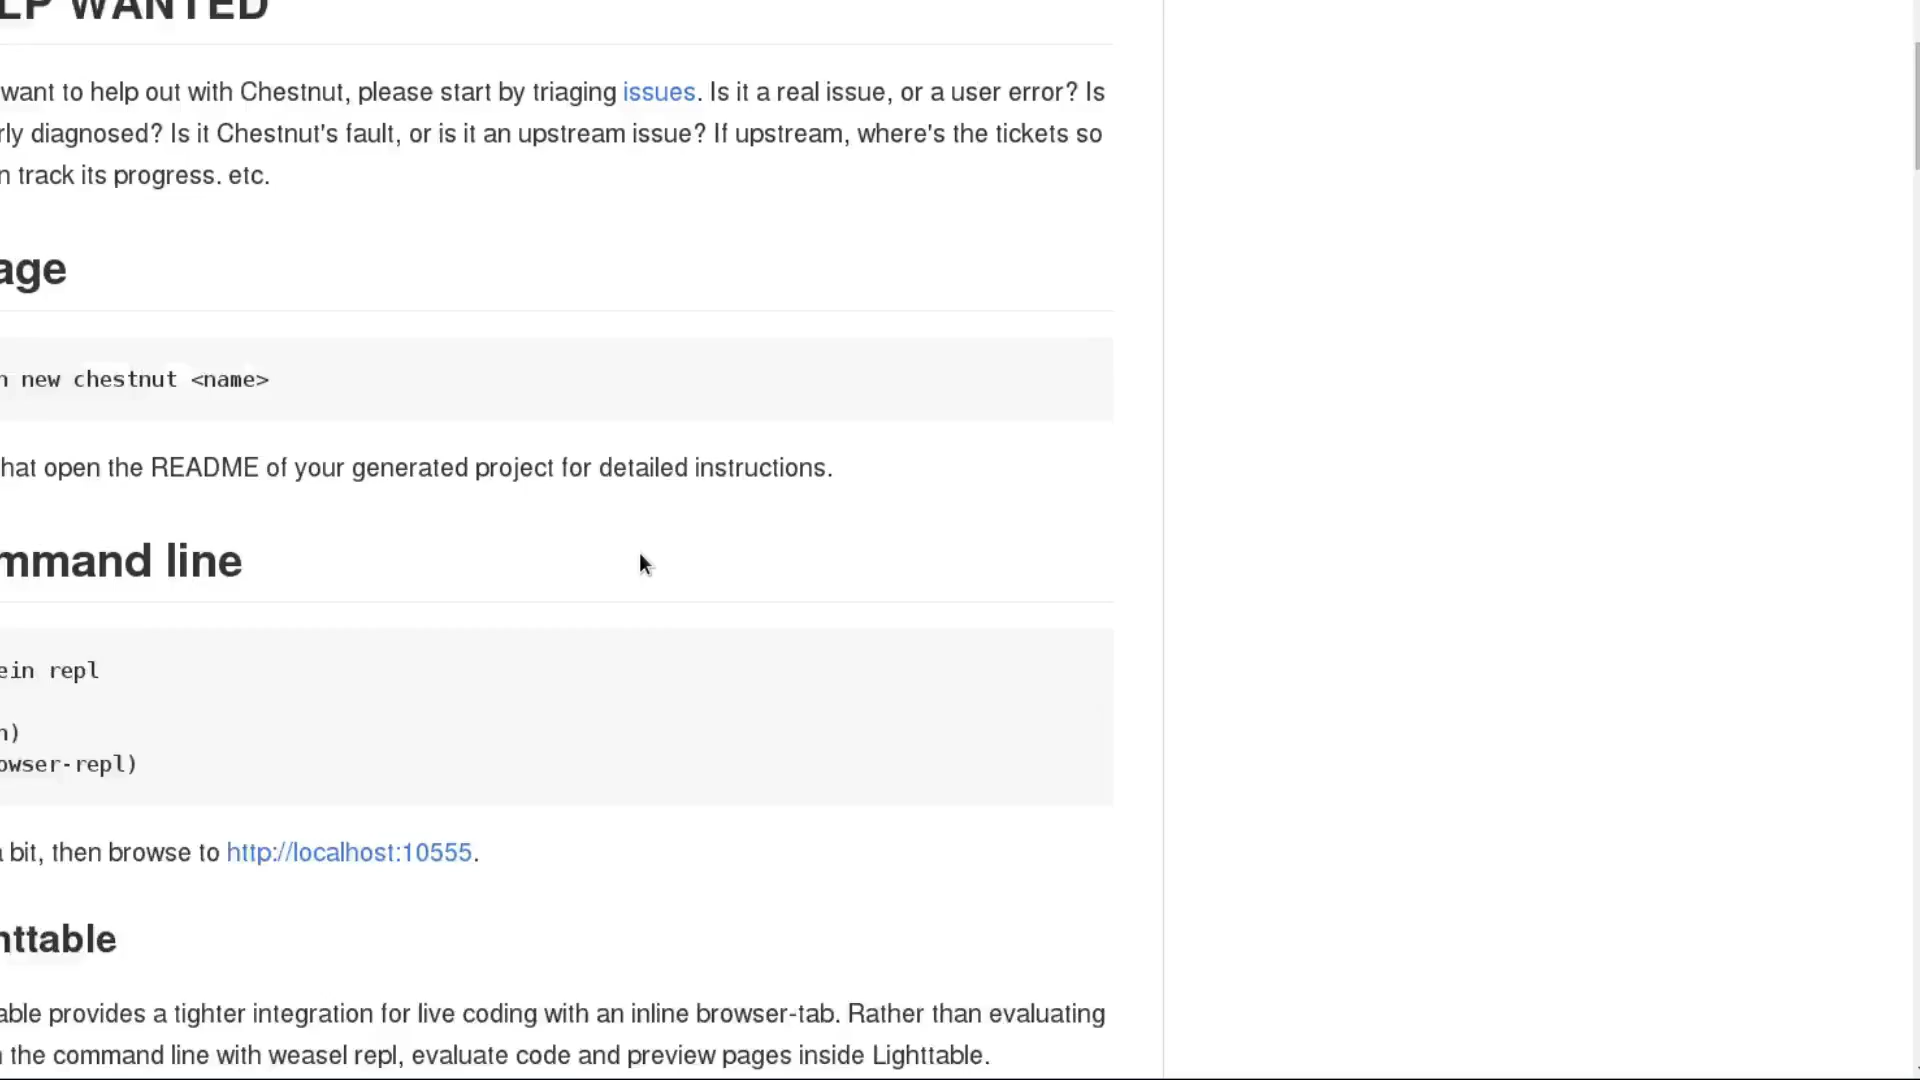 LP WANTED
want to help out with Chestnut, please start by triaging issues. Is it a real issue, or a user error? Is
rly diagnosed? Is it Chestnut's fault, or is it an upstream issue? If upstream, where's the tickets so
n track its progress. etc.
age
n new chestnut <name>
hat open the README of your generated project for detailed instructions.
mmand line
ein repl
n)
owser-repl)
a bit, then browse to http://localhost:10555.
httable
able provides a tighter integration for live coding with an inline browser-tab. Rather than evaluating
n the command line with weasel repl, evaluate code and preview pages inside Lighttable.